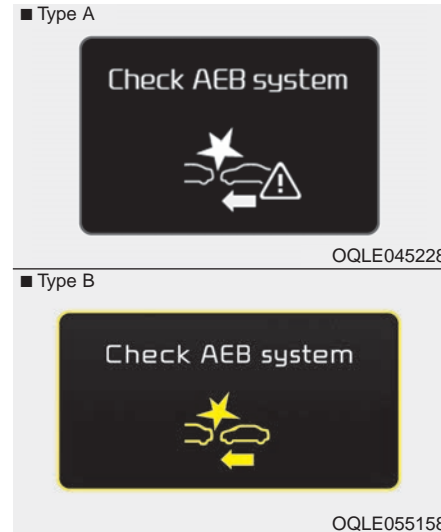 ■ Type A
Check AEB system
OQLE045228
■ Type B
Check AEB system
OQLE055158